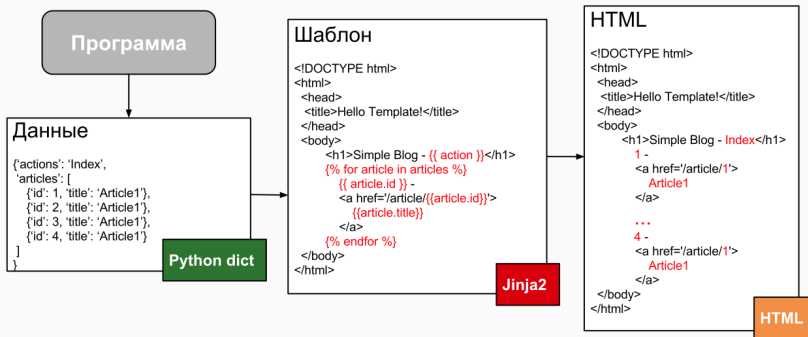 Программа
Данные
{‘actions’: ‘Index’,
‘articles’: [
{‘id’: 1, ‘title’: ‘Article1’},
{‘id’: 2, ‘title’: ‘Article1’},
{‘id’: 3, ‘title’: ‘Article1’},
{‘id’: 4, ‘title’: ‘Article1’}
]
}
Python dict
Шаблон
<!DOCTYPE html>
<html>
<head>
<title>Hello Template!</title>
</head>
<body>
<h1>Simple Blog - {{ action }}</h1>
{% for article in articles %}
{{ article.id }} -
<a href='/article/{{article.id}}'>
{{article.title}}
</a>
{% endfor %}
</body>
</html>
Jinja2
HTML
<!DOCTYPE html>
<html>
<head>
<title>Hello Template!</title>
</head>
<body>
<h1>Simple Blog - Index</h1>
1 -
<a href='/article/1'>
Article1
</a>
...
4 -
<a href='/article/1'>
Article1
</a>
</body>
</html>
HTML